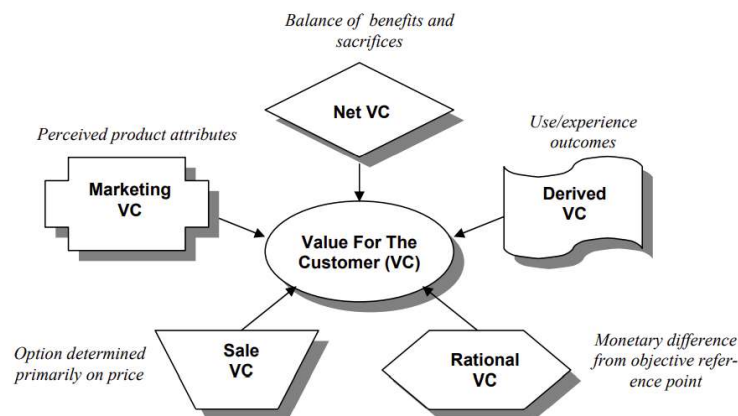 Balance of benefits and
sacrifices
Net VC
Perceived product attributes
Marketing
VC
Use/experience
outcomes
Derived
VC
Value For The
Customer (VC)
Option determined
primarily on price
Sale
VC
Rational
VC
Monetary difference
from objective refer-
ence point